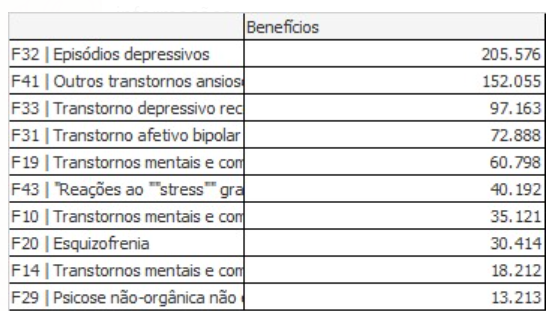 Benefícios
F32 | Episódios depressivos 205.576
F41 | Outros transtornos ansios 152.055
F33 | Transtorno depressivo rec 97.163
F31 | Transtorno afetivo bipolar 72.888
F19 | Transtornos mentais e com 60.798
F43 | "Reações ao ""stress"" gra 40.192
F10 | Transtornos mentais e com 35.121
F20 | Esquizofrenia 30.414
F14 | Transtornos mentais e com 18.212
F29 | Psicose não-orgânica não 13.213